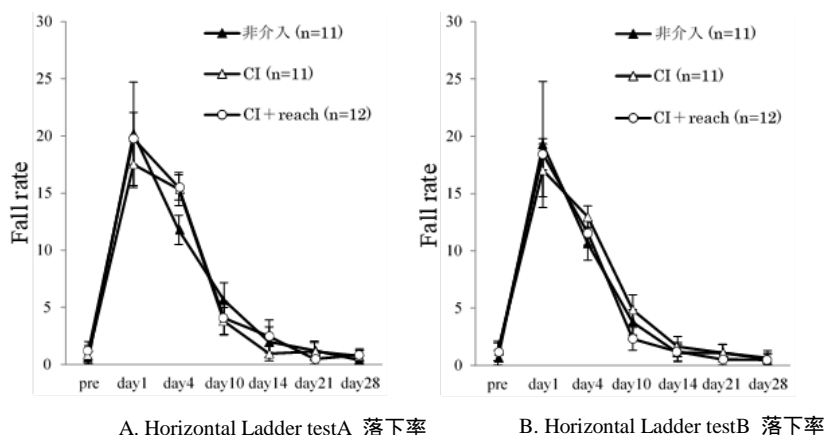 30
25
20
15
10
5
0
Fall rate
非介入 (n=11)
CI (n=11)
CI＋reach (n=12)
pre day1 day4 day10 day14 day21 day28
A. Horizontal Ladder testA 落下率
30
25
20
15
10
5
0
Fall rate
非介入 (n=11)
CI (n=11)
CI＋reach (n=12)
pre day1 day4 day10 day14 day21 day28
B. Horizontal Ladder testB 落下率